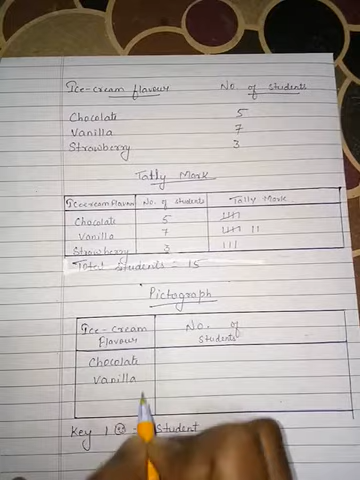 Ice-cream flavour No. of students
Chocolate 5
Vanilla 7
Strawberry 3
Tally Mark
Icecream flavour No. of students Tally Mark
Chocolate 5
Vanilla 7
Strawberry 3
Total students = 15
Pictograph
Ice-cream No. of
flavour students
Chocolate
Vanilla
Key 1 = student